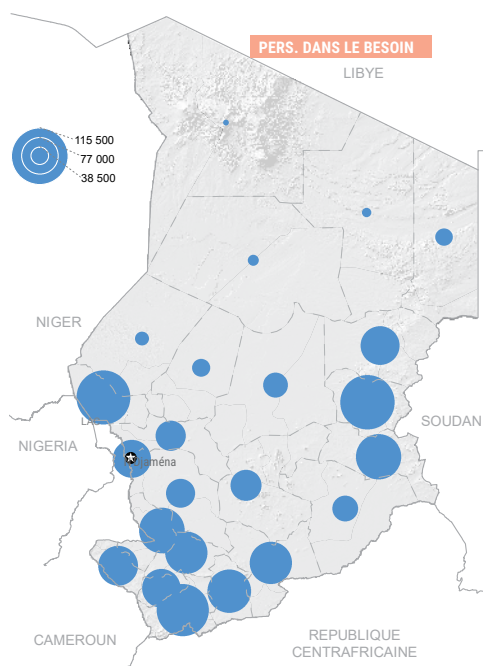 PERS. DANS LE BESOIN
LIBYE
115 500
77 000
38 500
NIGER
SOUDAN
NIGERIA
CAMEROUN
REPUBLIQUE
CENTRAFRICAINE